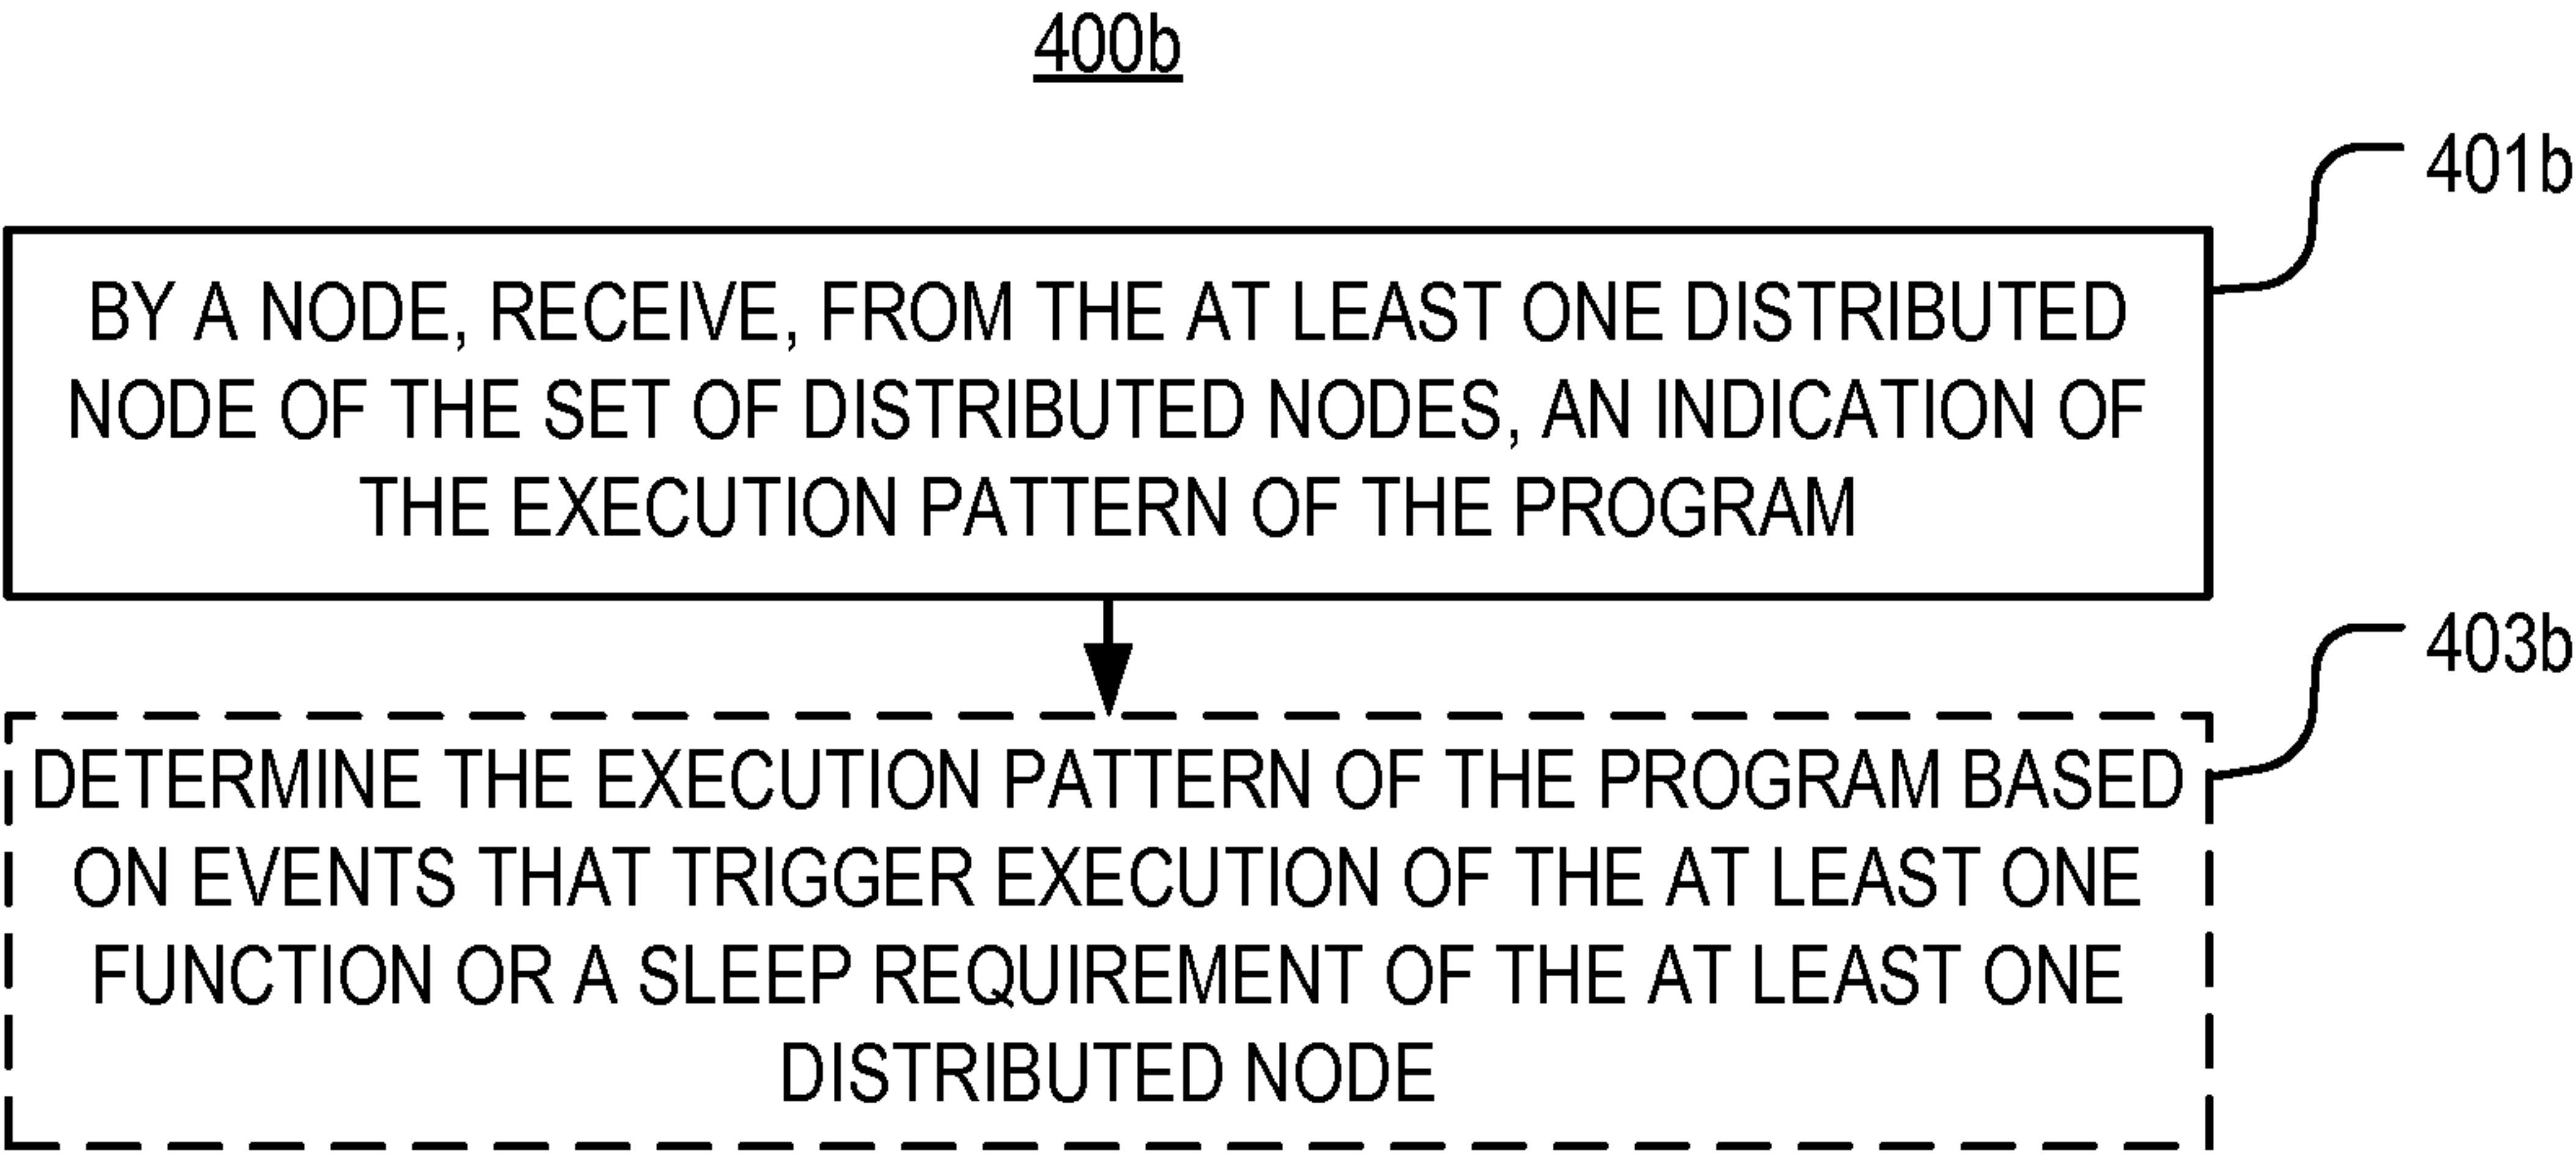 400b
401b
BY A NODE, RECEIVE, FROM THE AT LEAST ONE DISTRIBUTED
NODE OF THE SET OF DISTRIBUTED NODES, AN INDICATION OF
THE EXECUTION PATTERN OF THE PROGRAM
403b
DETERMINE THE EXECUTION PATTERN OF THE PROGRAM BASED
ON EVENTS THAT TRIGGER EXECUTION OF THE AT LEAST ONE
FUNCTION OR A SLEEP REQUIREMENT OF THE AT LEAST ONE
DISTRIBUTED NODE